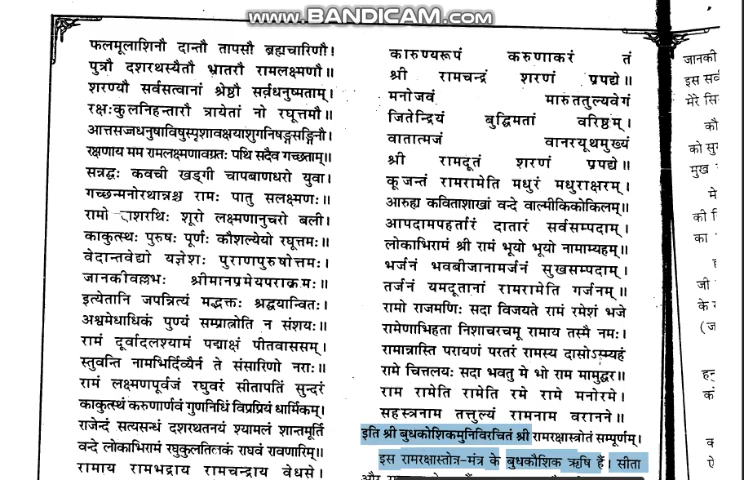 www.BANDICAM.com
फलमूलाशिनौ दान्तौ तापसौ ब्रह्मचारिणौ।
पुत्रौ दशरथस्यैतौ भ्रातरौ रामलक्ष्मणौ॥
शरण्यौ सर्वसत्वानां श्रेष्ठौ सर्वधनुष्मताम्।
रक्षःकुलनिहन्तारौ त्रायेतां नो रघूत्तमौ॥
आत्तसज्जधनुषाविषुस्पृशावक्षयाशुगनिषङ्गसङ्गिनौ।
रक्षणाय मम रामलक्ष्मणावग्रतः पथि सदैव गच्छताम्॥
सन्नद्धः कवची खड्गी चापबाणधरो युवा।
गच्छन्मनोरथान्नश्च रामः पातु सलक्ष्मणः॥
रामो दाशरथिः शूरो लक्ष्मणानुचरो बली।
काकुत्स्थः पुरुषः पूर्णः कौशल्येयो रघूत्तमः॥
वेदान्तवेद्यो यज्ञेशः पुराणपुरुषोत्तमः।
जानकीवल्लभः श्रीमानप्रमेयपराक्रमः॥
इत्येतानि जपन्नित्यं मद्भक्तः श्रद्धयान्वितः।
अश्वमेधाधिकं पुण्यं सम्प्राप्नोति न संशयः॥
रामं दूर्वादलश्यामं पद्माक्षं पीतवाससम्।
स्तुवन्ति नामभिर्दिव्यैर्न ते संसारिणो नराः॥
रामं लक्ष्मणपूर्वजं रघुवरं सीतापतिं सुन्दरं
काकुत्स्थं करुणार्णवं गुणनिधिं विप्रप्रियं धार्मिकम्।
राजेन्दं सत्यसन्धं दशरथतनयं श्यामलं शान्तमूर्तिं
वन्दे लोकाभिरामं रघुकुलतिलकं राघवं रावणारिम्॥
रामाय रामभद्राय रामचन्द्राय वेधसे।
कारुण्यरूपं करुणाकरं तं
श्री रामचन्द्रं शरणं प्रपद्ये॥
मनोजवं मारुततुल्यवेगं
जितेन्द्रियं बुद्धिमतां वरिष्ठम्।
वातात्मजं वानरयूथमुख्यं
श्री रामदूतं शरणं प्रपद्ये॥
कूजन्तं रामरामेति मधुरं मधुराक्षरम्।
आरुह्य कविताशाखां वन्दे वाल्मीकिकोकिलम्॥
आपदामपहर्तारं दातारं सर्वसम्पदाम्।
लोकाभिरामं श्री रामं भूयो भूयो नामाम्यहम्॥
भर्जनं भवबीजानामर्जनं सुखसम्पदाम्।
तर्जनं यमदूतानां रामरामेति गर्जनम्॥
रामो राजमणिः सदा विजयते रामं रमेशं भजे
रामेणाभिहता निशाचरचमू रामाय तस्मै नमः।
रामान्नास्ति परायणं परतरं रामस्य दासोऽस्म्यहं
रामे चित्तलयः सदा भवतु मे भो राम मामुद्धर॥
राम रामेति रामेति रमे रामे मनोरमे।
सहस्त्रनाम तत्तुल्यं रामनाम वरानने॥
इति श्री बुधकोशिकमुनिविरचितं श्री रामरक्षास्त्रोतं सम्पूर्णम्।
इस रामरक्षास्तोत्र-मंत्र के बुधकौशिक ऋषि हैं। सीता
जानकी
इस सर्व
मेरे सि
कौ
को सु
मुख
मे
की
का
जी
के
कं
व
ऐ